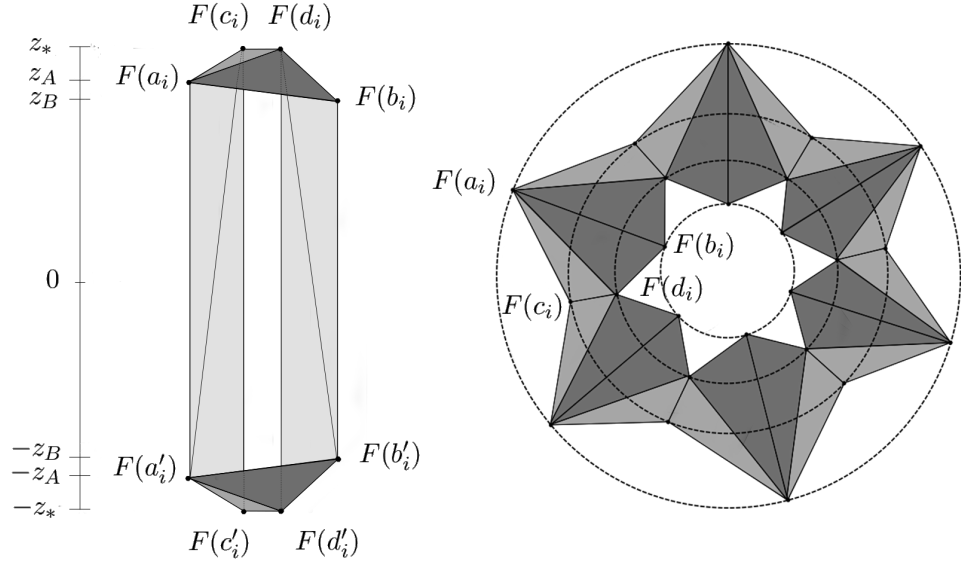 F(c_i) F(d_i)
z_*
z_A F(a_i)
z_B F(b_i)
0
-z_B F(b'_i)
-z_A F(a'_i)
-z_*
F(c'_i) F(d'_i)
F(a_i)
F(b_i)
F(d_i)
F(c_i)